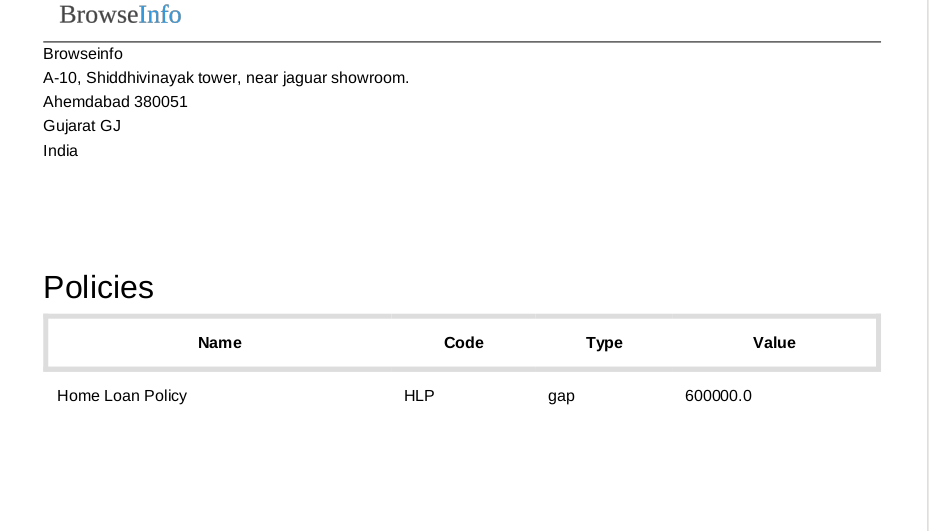 BrowseInfo
Browseinfo
A-10, Shiddhivinayak tower, near jaguar showroom.
Ahemdabad 380051
Gujarat GJ
India
Policies
Name Code Type Value
Home Loan Policy HLP gap 600000.0